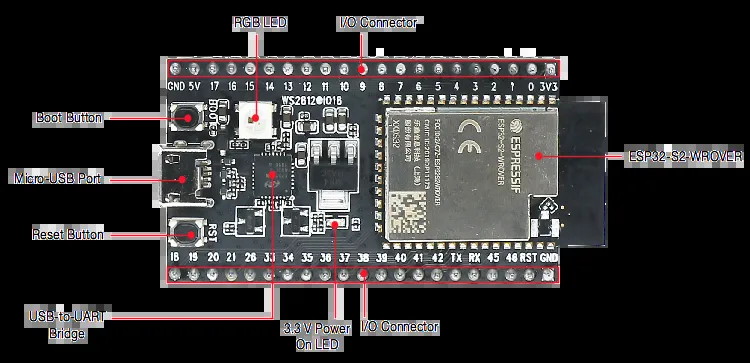 RGB LED
I/O Connector
GND 5V 17 16 15 14 13 12 11 10 9 8 7 6 5 4 3 2 1 0 3V3
WS2812@IO18
BOOT
Boot Button
ESPRESSIF
ESP32-S2-WROVER
ESP32-S2-WROVER
Micro-USB Port
Reset Button
RST
18 19 20 21 26 33 34 35 36 37 38 39 40 41 42 TX RX 45 46 RST GND
USB-to-UART
Bridge
3.3 V Power
On LED
I/O Connector